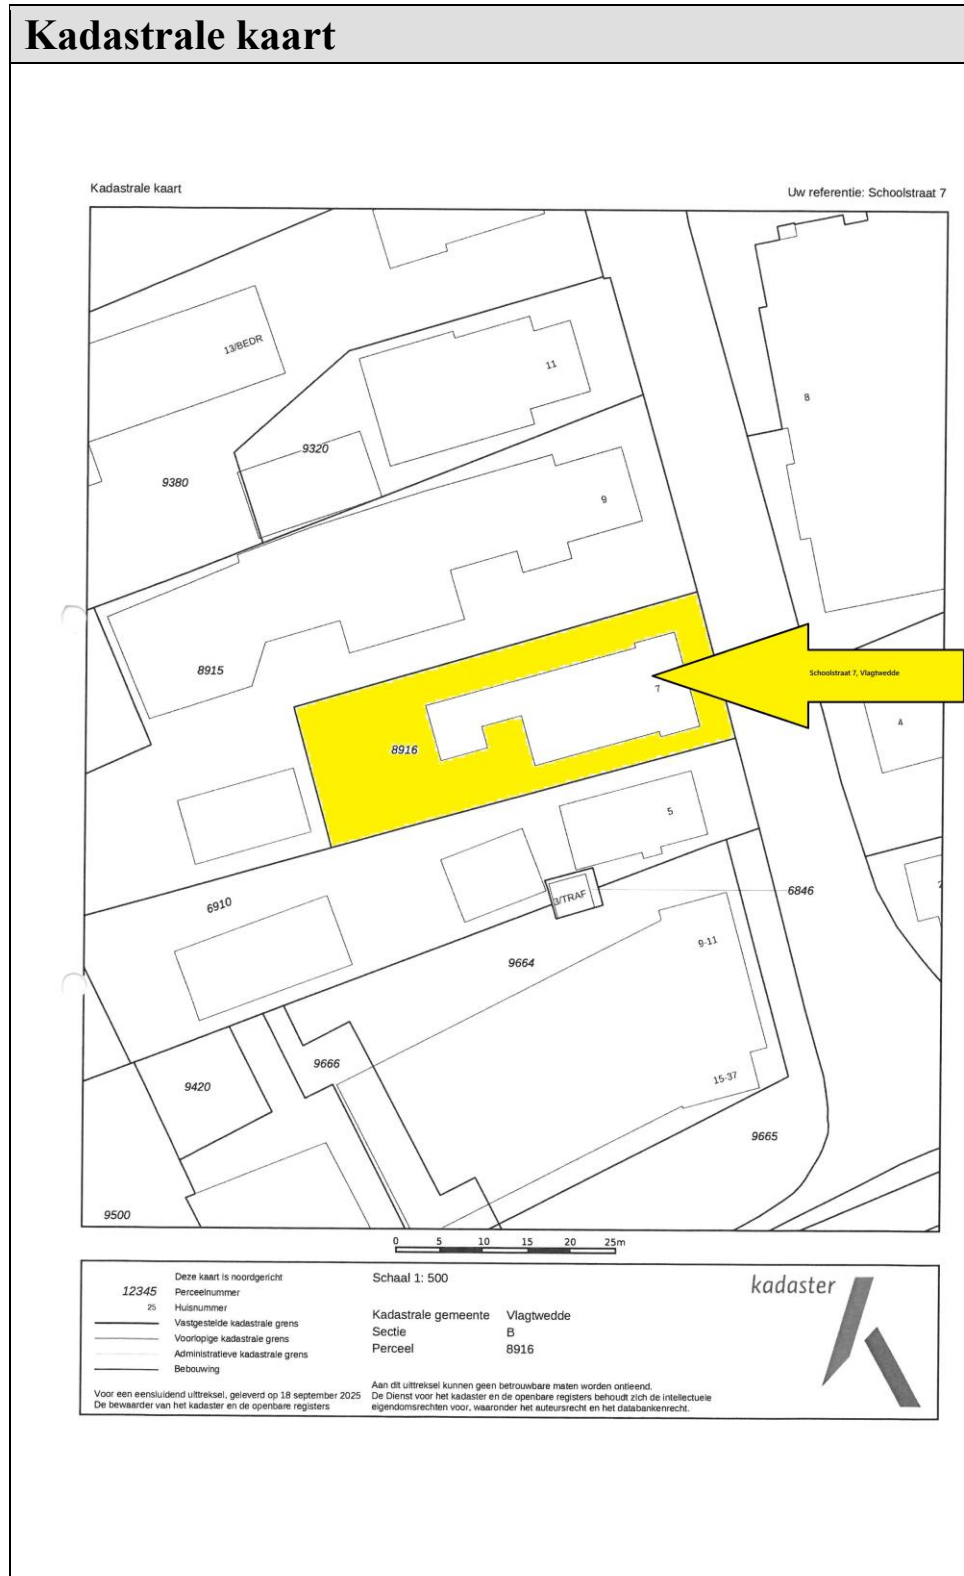 Kadastrale kaart
Kadastrale kaart
Uw referentie: Schoolstraat 7
13/BEDR
11
8
9320
9380
9
8915
Schoolstraat 7, Vlagtwedde
7
4
8916
5
6910
3/TRAF
6846
2
9-11
9664
9666
9420
15-37
9665
9500
0 5 10 15 20 25m
Deze kaart is noordgericht
12345 Perceelnummer
25 Huisnummer
Vastgestelde kadastrale grens
Voorlopige kadastrale grens
Administratieve kadastrale grens
Bebouwing
Voor een eensluidend uittreksel, geleverd op 18 september 2025
De bewaarder van het kadaster en de openbare registers
Schaal 1: 500
Kadastrale gemeente Vlagtwedde
Sectie B
Perceel 8916
Aan dit uittreksel kunnen geen betrouwbare maten worden ontleend.
De Dienst voor het kadaster en de openbare registers behoudt zich de intellectuele
eigendomsrechten voor, waaronder het auteursrecht en het databankenrecht.
kadaster